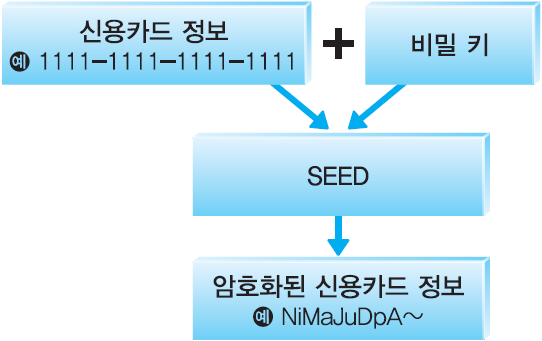 신용카드 정보
예 1111-1111-1111-1111
+
비밀 키
SEED
암호화된 신용카드 정보
예 NiMaJuDpA~